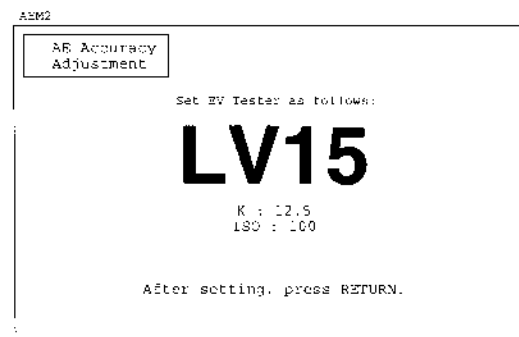 AEM2
AE Accuracy
Adjustment
Set EV Tester as follows:
LV15
K : 12.5
ISO : 100
After setting, press RETURN.